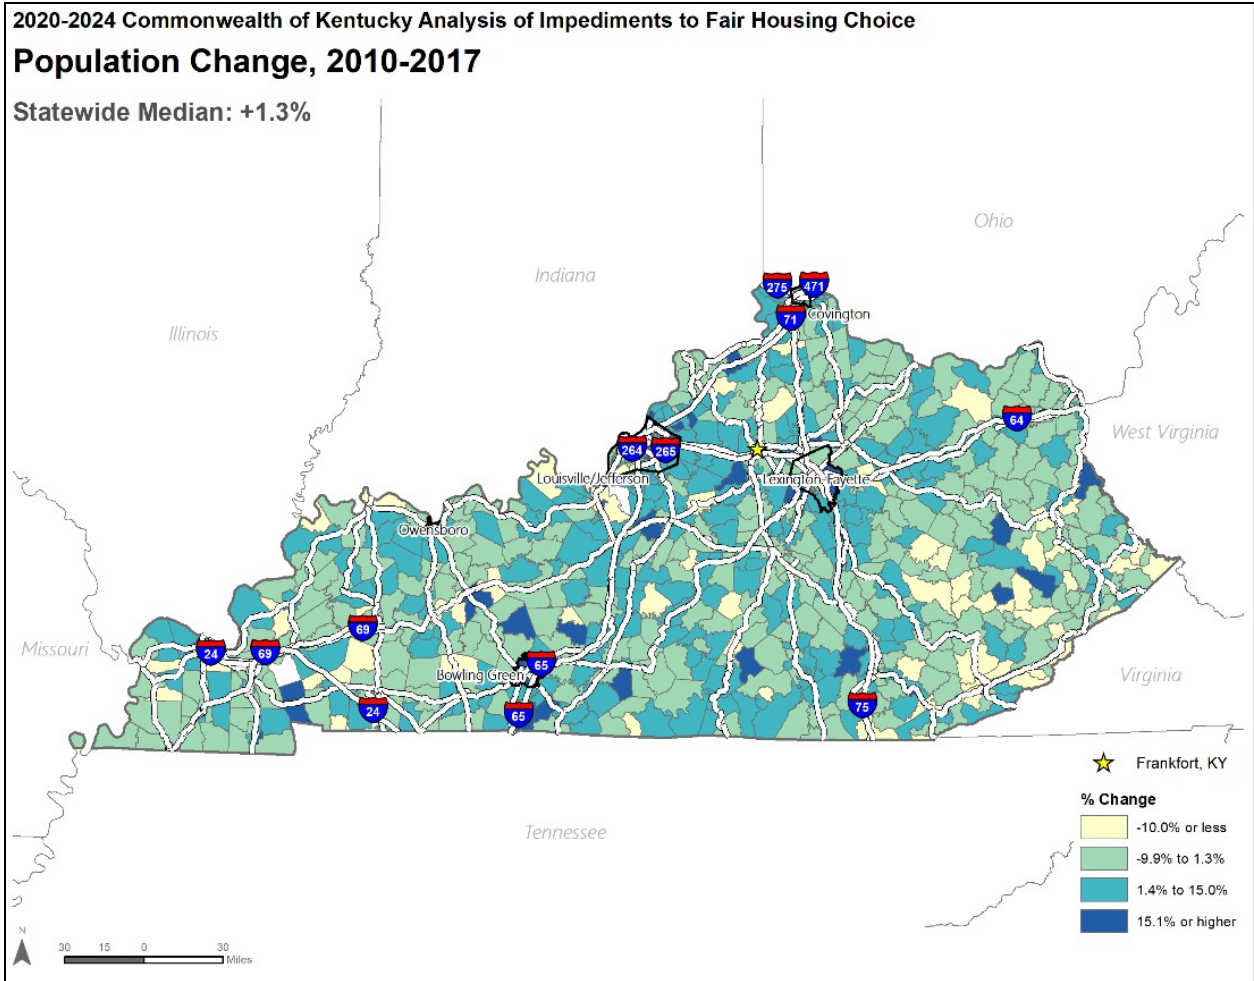 2020-2024 Commonwealth of Kentucky Analysis of Impediments to Fair Housing Choice
Population Change, 2010-2017
Statewide Median: +1.3%
Ohio
Indiana
275
471
71
Covington
Illinois
64
West Virginia
264
265
Louisville/Jefferson
Lexington-Fayette
Owensboro
69
Missouri
24
69
65
Bowling Green
Virginia
24
65
75
Frankfort, KY
% Change
-10.0% or less
-9.9% to 1.3%
1.4% to 15.0%
15.1% or higher
Tennessee
N
30 15 0 30
Miles